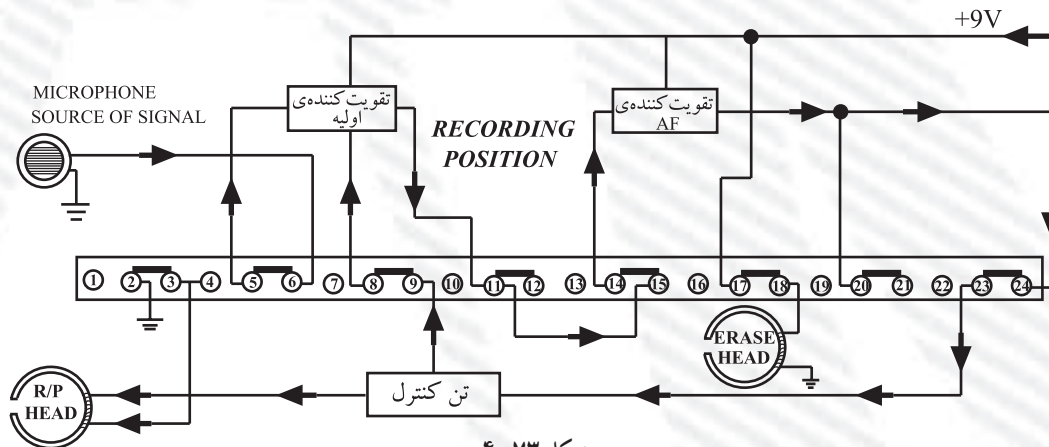 +9V
MICROPHONE
SOURCE OF SIGNAL
تقویت‌کننده‌ی
اولیه
RECORDING
POSITION
تقویت‌کننده‌ی
AF
1 2 3 4 5 6 7 8 9 10 11 12 13 14 15 16 17 18 19 20 21 22 23 24
ERASE
HEAD
R/P
HEAD
تن کنترل